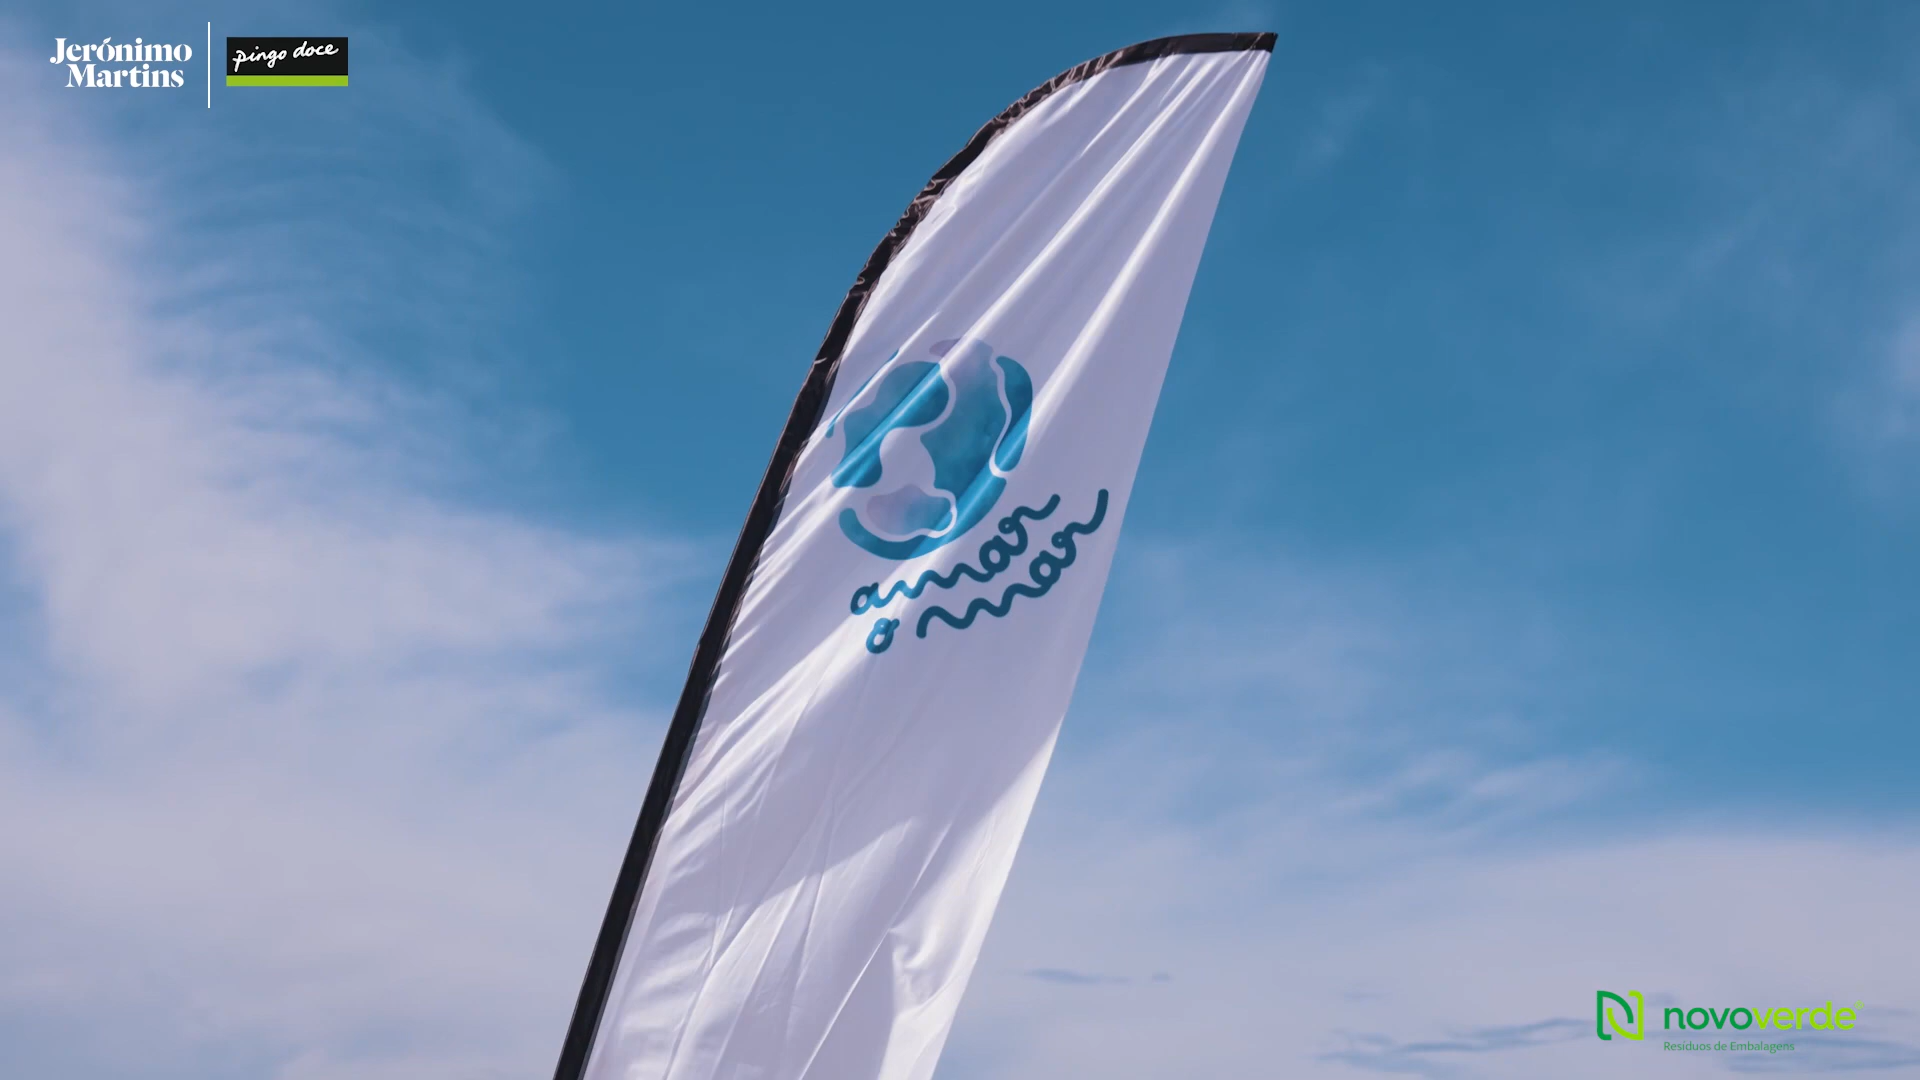 Jerónimo
Martins
pingo doce
amar
o mar
novoverde
Resíduos de Embalagens